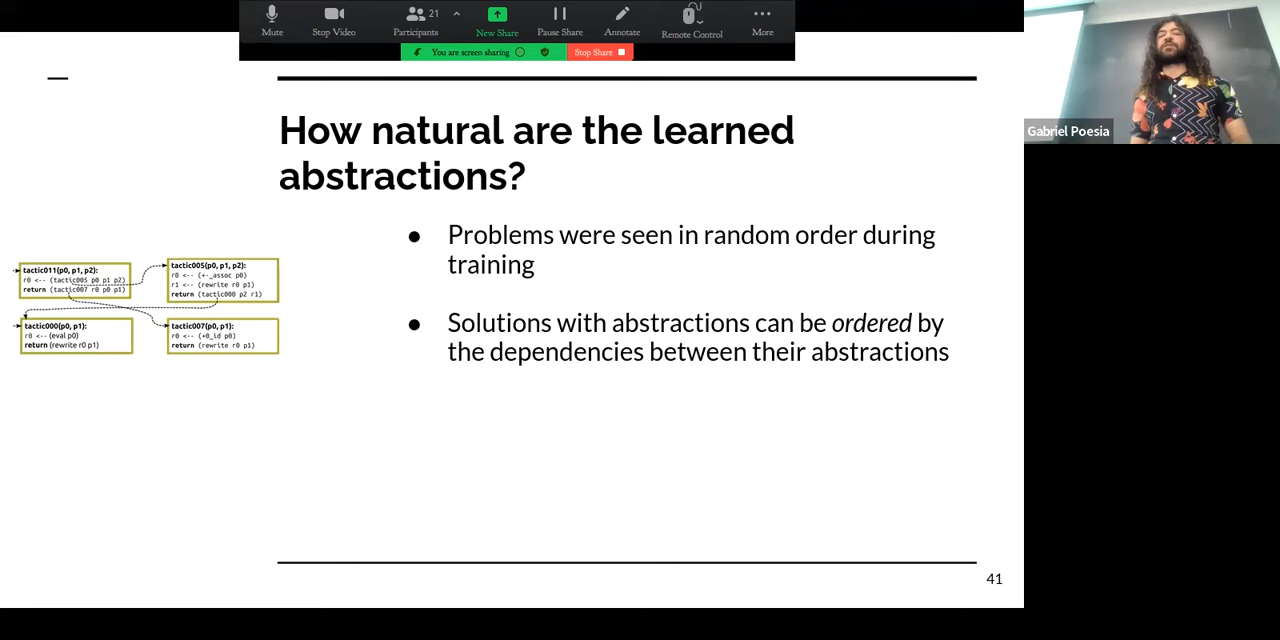 21
Mute
Stop Video
Participants
New Share
Pause Share
Annotate
Remote Control
More
You are screen sharing
Stop Share
Gabriel Poesia
How natural are the learned
abstractions?
● Problems were seen in random order during
training
● Solutions with abstractions can be ordered by
the dependencies between their abstractions
tactic011(p0, p1, p2):
r0 <-- (tactic005 p0 p1 p2)
return (tactic007 r0 p0 p1)
tactic005(p0, p1, p2):
r0 <-- (+-_assoc p0)
r1 <-- (rewrite r0 p1)
return (tactic000 p2 r1)
tactic000(p0, p1):
r0 <-- (eval p0)
return (rewrite r0 p1)
tactic007(p0, p1):
r0 <-- (+0_id p0)
return (rewrite r0 p1)
41